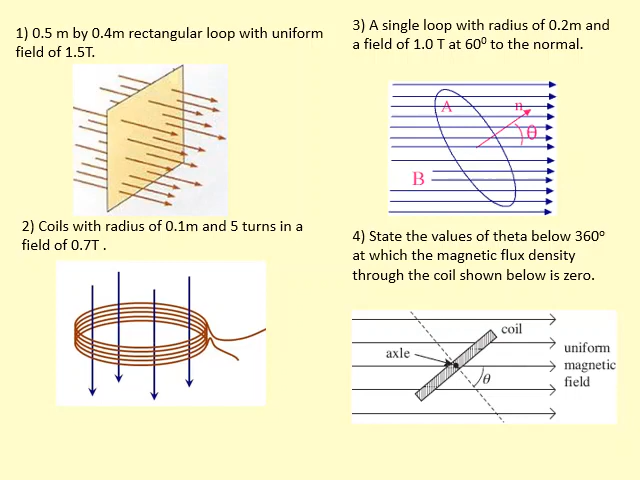 1) 0.5 m by 0.4m rectangular loop with uniform
field of 1.5T.
2) Coils with radius of 0.1m and 5 turns in a
field of 0.7T .
3) A single loop with radius of 0.2m and
a field of 1.0 T at 60⁰ to the normal.
A
n
θ
B
4) State the values of theta below 360°
at which the magnetic flux density
through the coil shown below is zero.
coil
axle
θ
uniform
magnetic
field